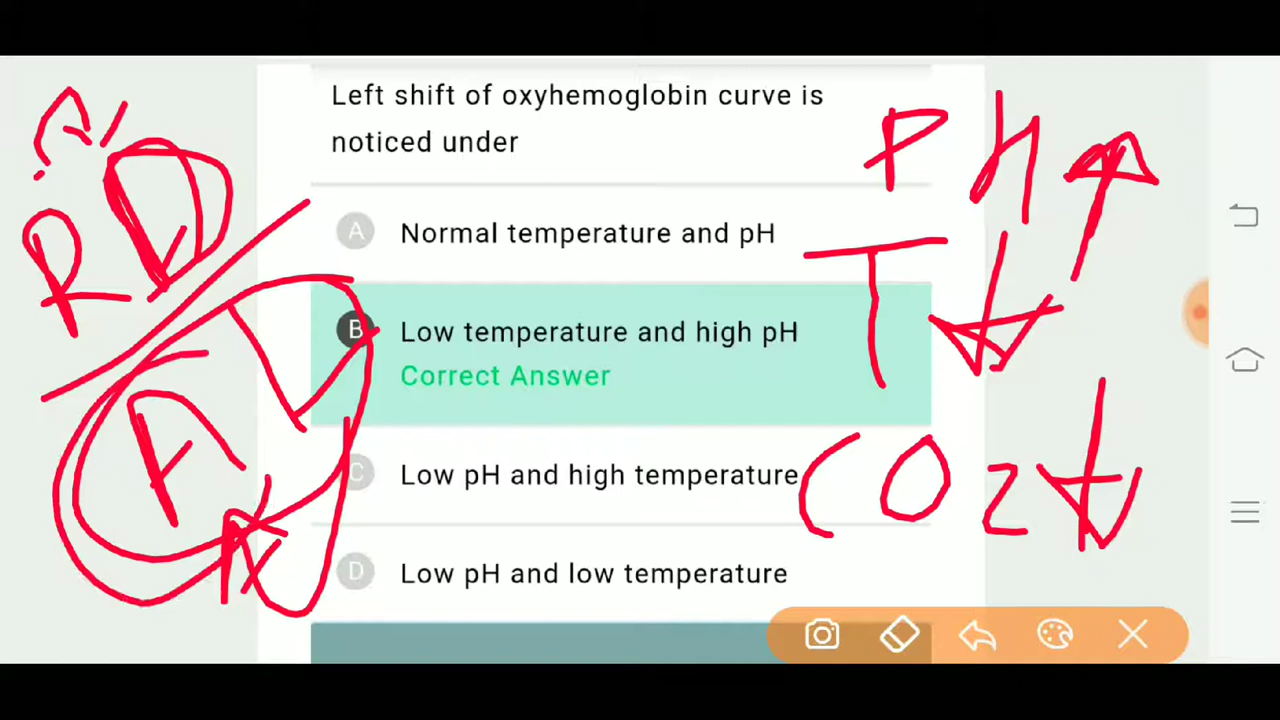 Left shift of oxyhemoglobin curve is
noticed under
A Normal temperature and pH
B Low temperature and high pH
Correct Answer
C Low pH and high temperature
D Low pH and low temperature
PH ↑
T ↓
CO2 ↓
RD
A